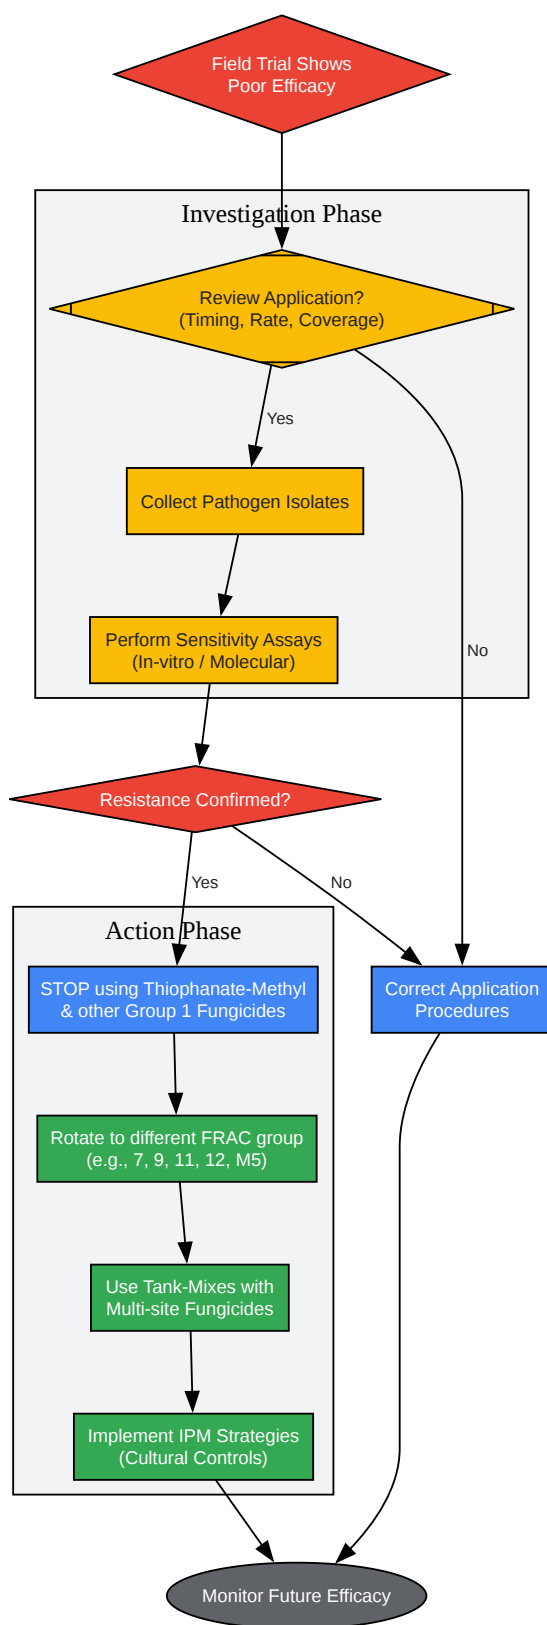 Field Trial Shows
Poor Efficacy
Investigation Phase
Review Application?
(Timing, Rate, Coverage)
Yes
Collect Pathogen Isolates
Perform Sensitivity Assays
(In-vitro / Molecular)
No
Resistance Confirmed?
Yes
No
Action Phase
STOP using Thiophanate-Methyl
& other Group 1 Fungicides
Correct Application
Procedures
Rotate to different FRAC group
(e.g., 7, 9, 11, 12, M5)
Use Tank-Mixes with
Multi-site Fungicides
Implement IPM Strategies
(Cultural Controls)
Monitor Future Efficacy